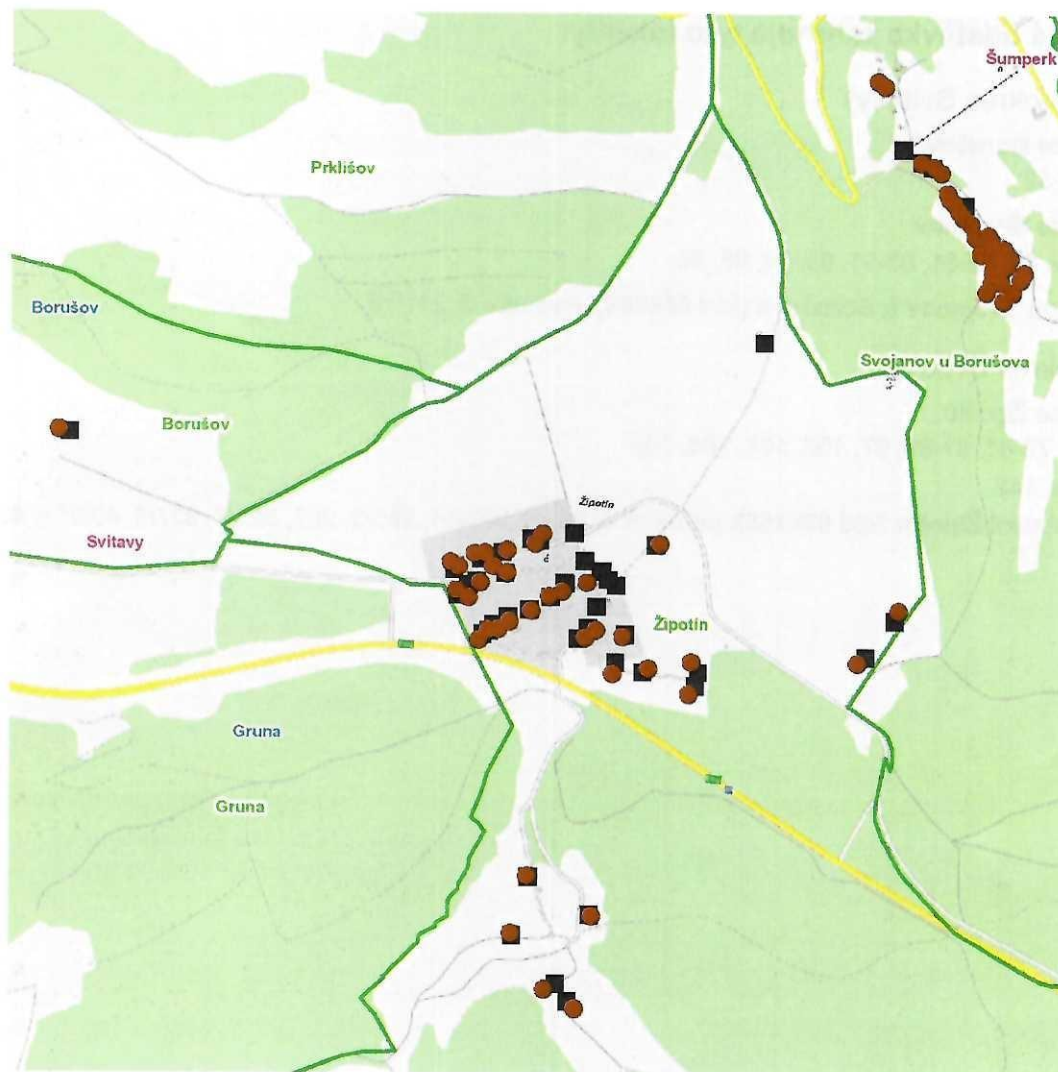 Šumperk
Prklišov
Borušov
Svojanov u Borušova
Borušov
Žipotín
Svitavy
Žipotín
Gruna
Gruna